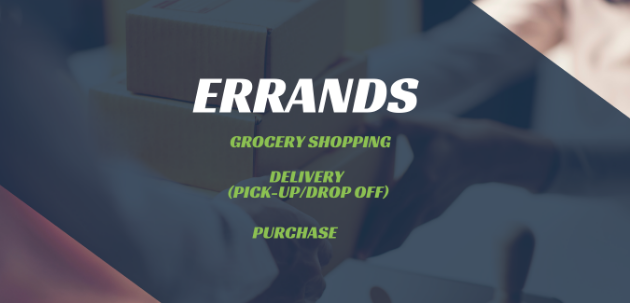 ERRANDS
GROCERY SHOPPING
DELIVERY
(PICK-UP/DROP OFF)
PURCHASE